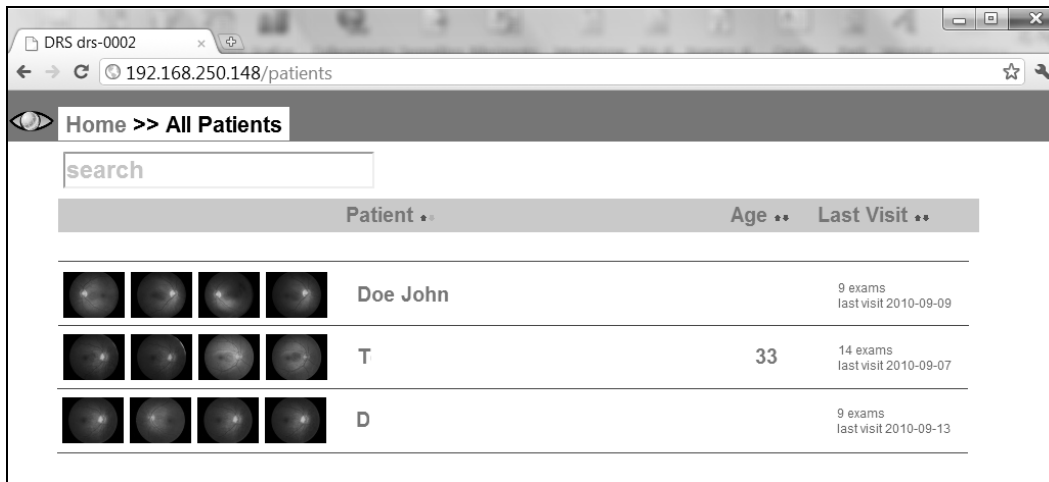 DRS drs-0002
192.168.250.148/patients
Home >> All Patients
search
Patient Age Last Visit
Doe John
9 exams
last visit 2010-09-09
T 33
14 exams
last visit 2010-09-07
D
9 exams
last visit 2010-09-13